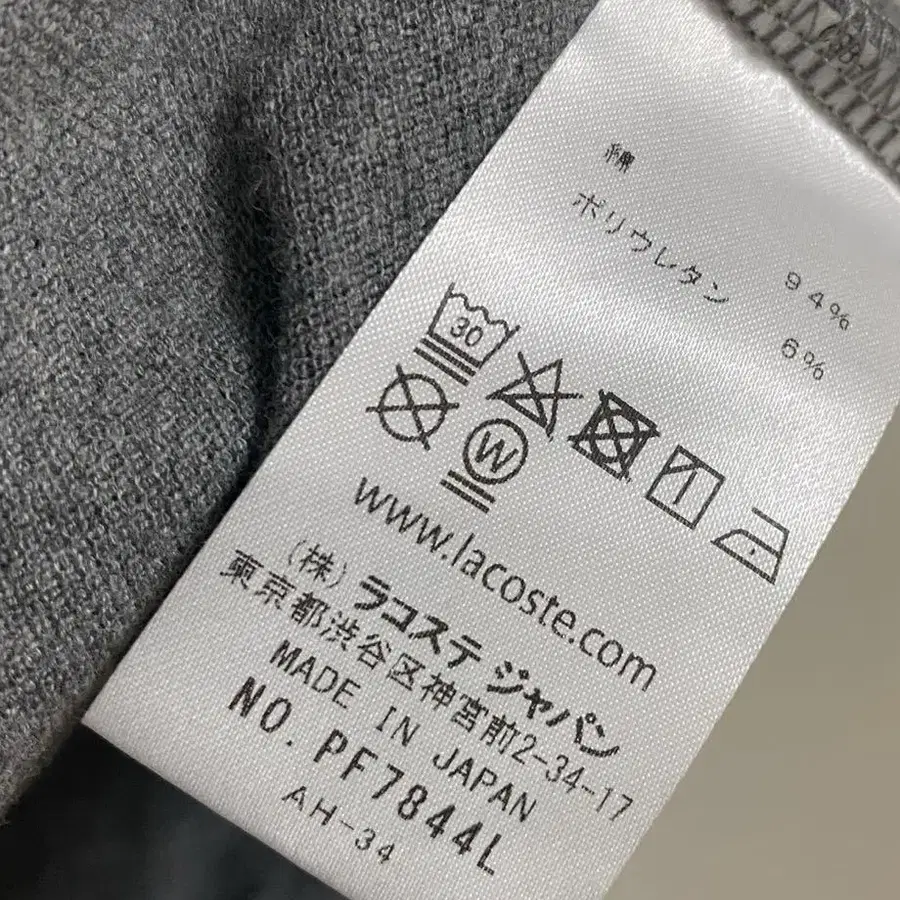 綿 94%
ポリウレタン 6%
30
W
www.lacoste.com
(株) ラコステ ジャパン
東京都渋谷区神宮前2-34-17
MADE IN JAPAN
NO. PF7844L
AH-34